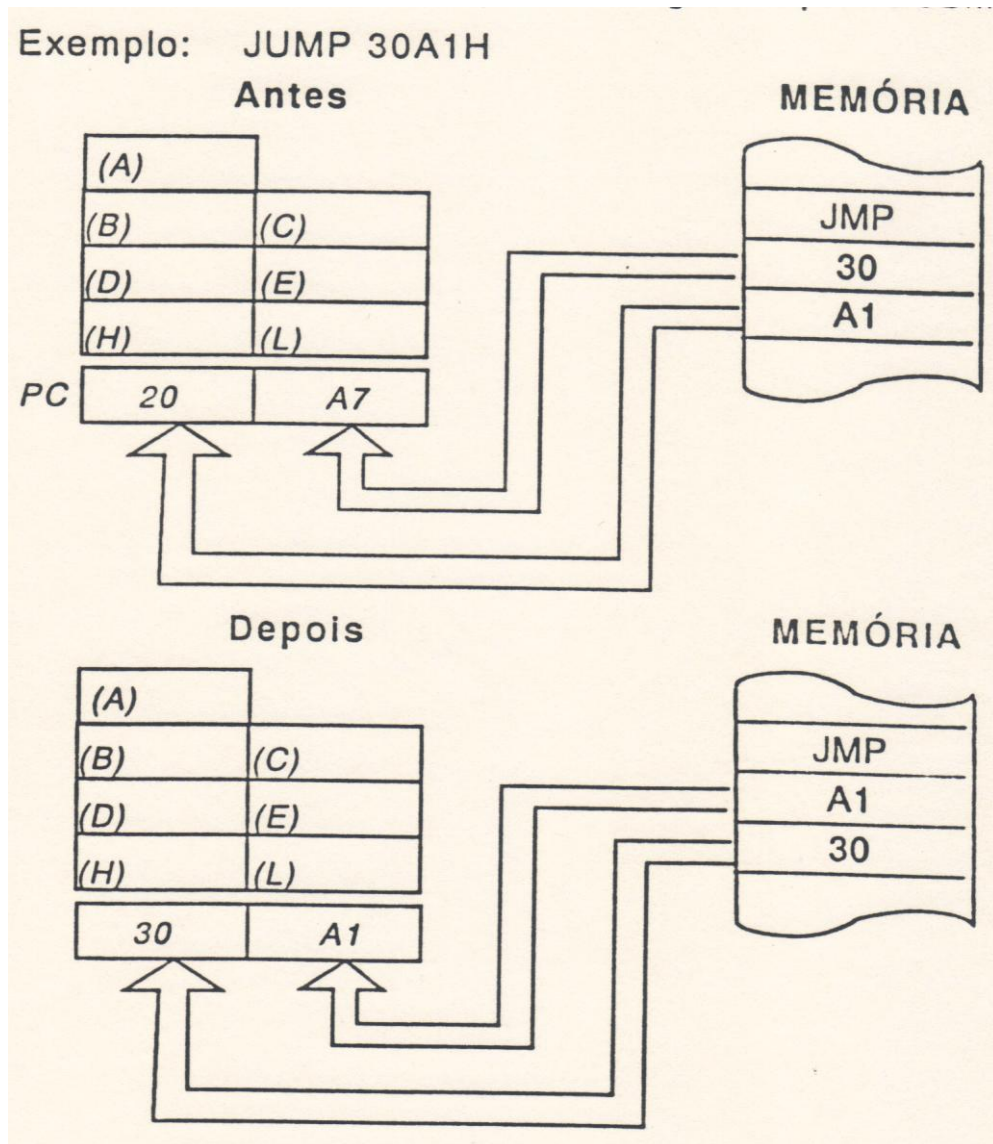 Exemplo: JUMP 30A1H
Antes
MEMÓRIA
(A)
(B) (C)
(D) (E)
(H) (L)
PC 20 A7
JMP
30
A1
Depois
MEMÓRIA
(A)
(B) (C)
(D) (E)
(H) (L)
30 A1
JMP
A1
30